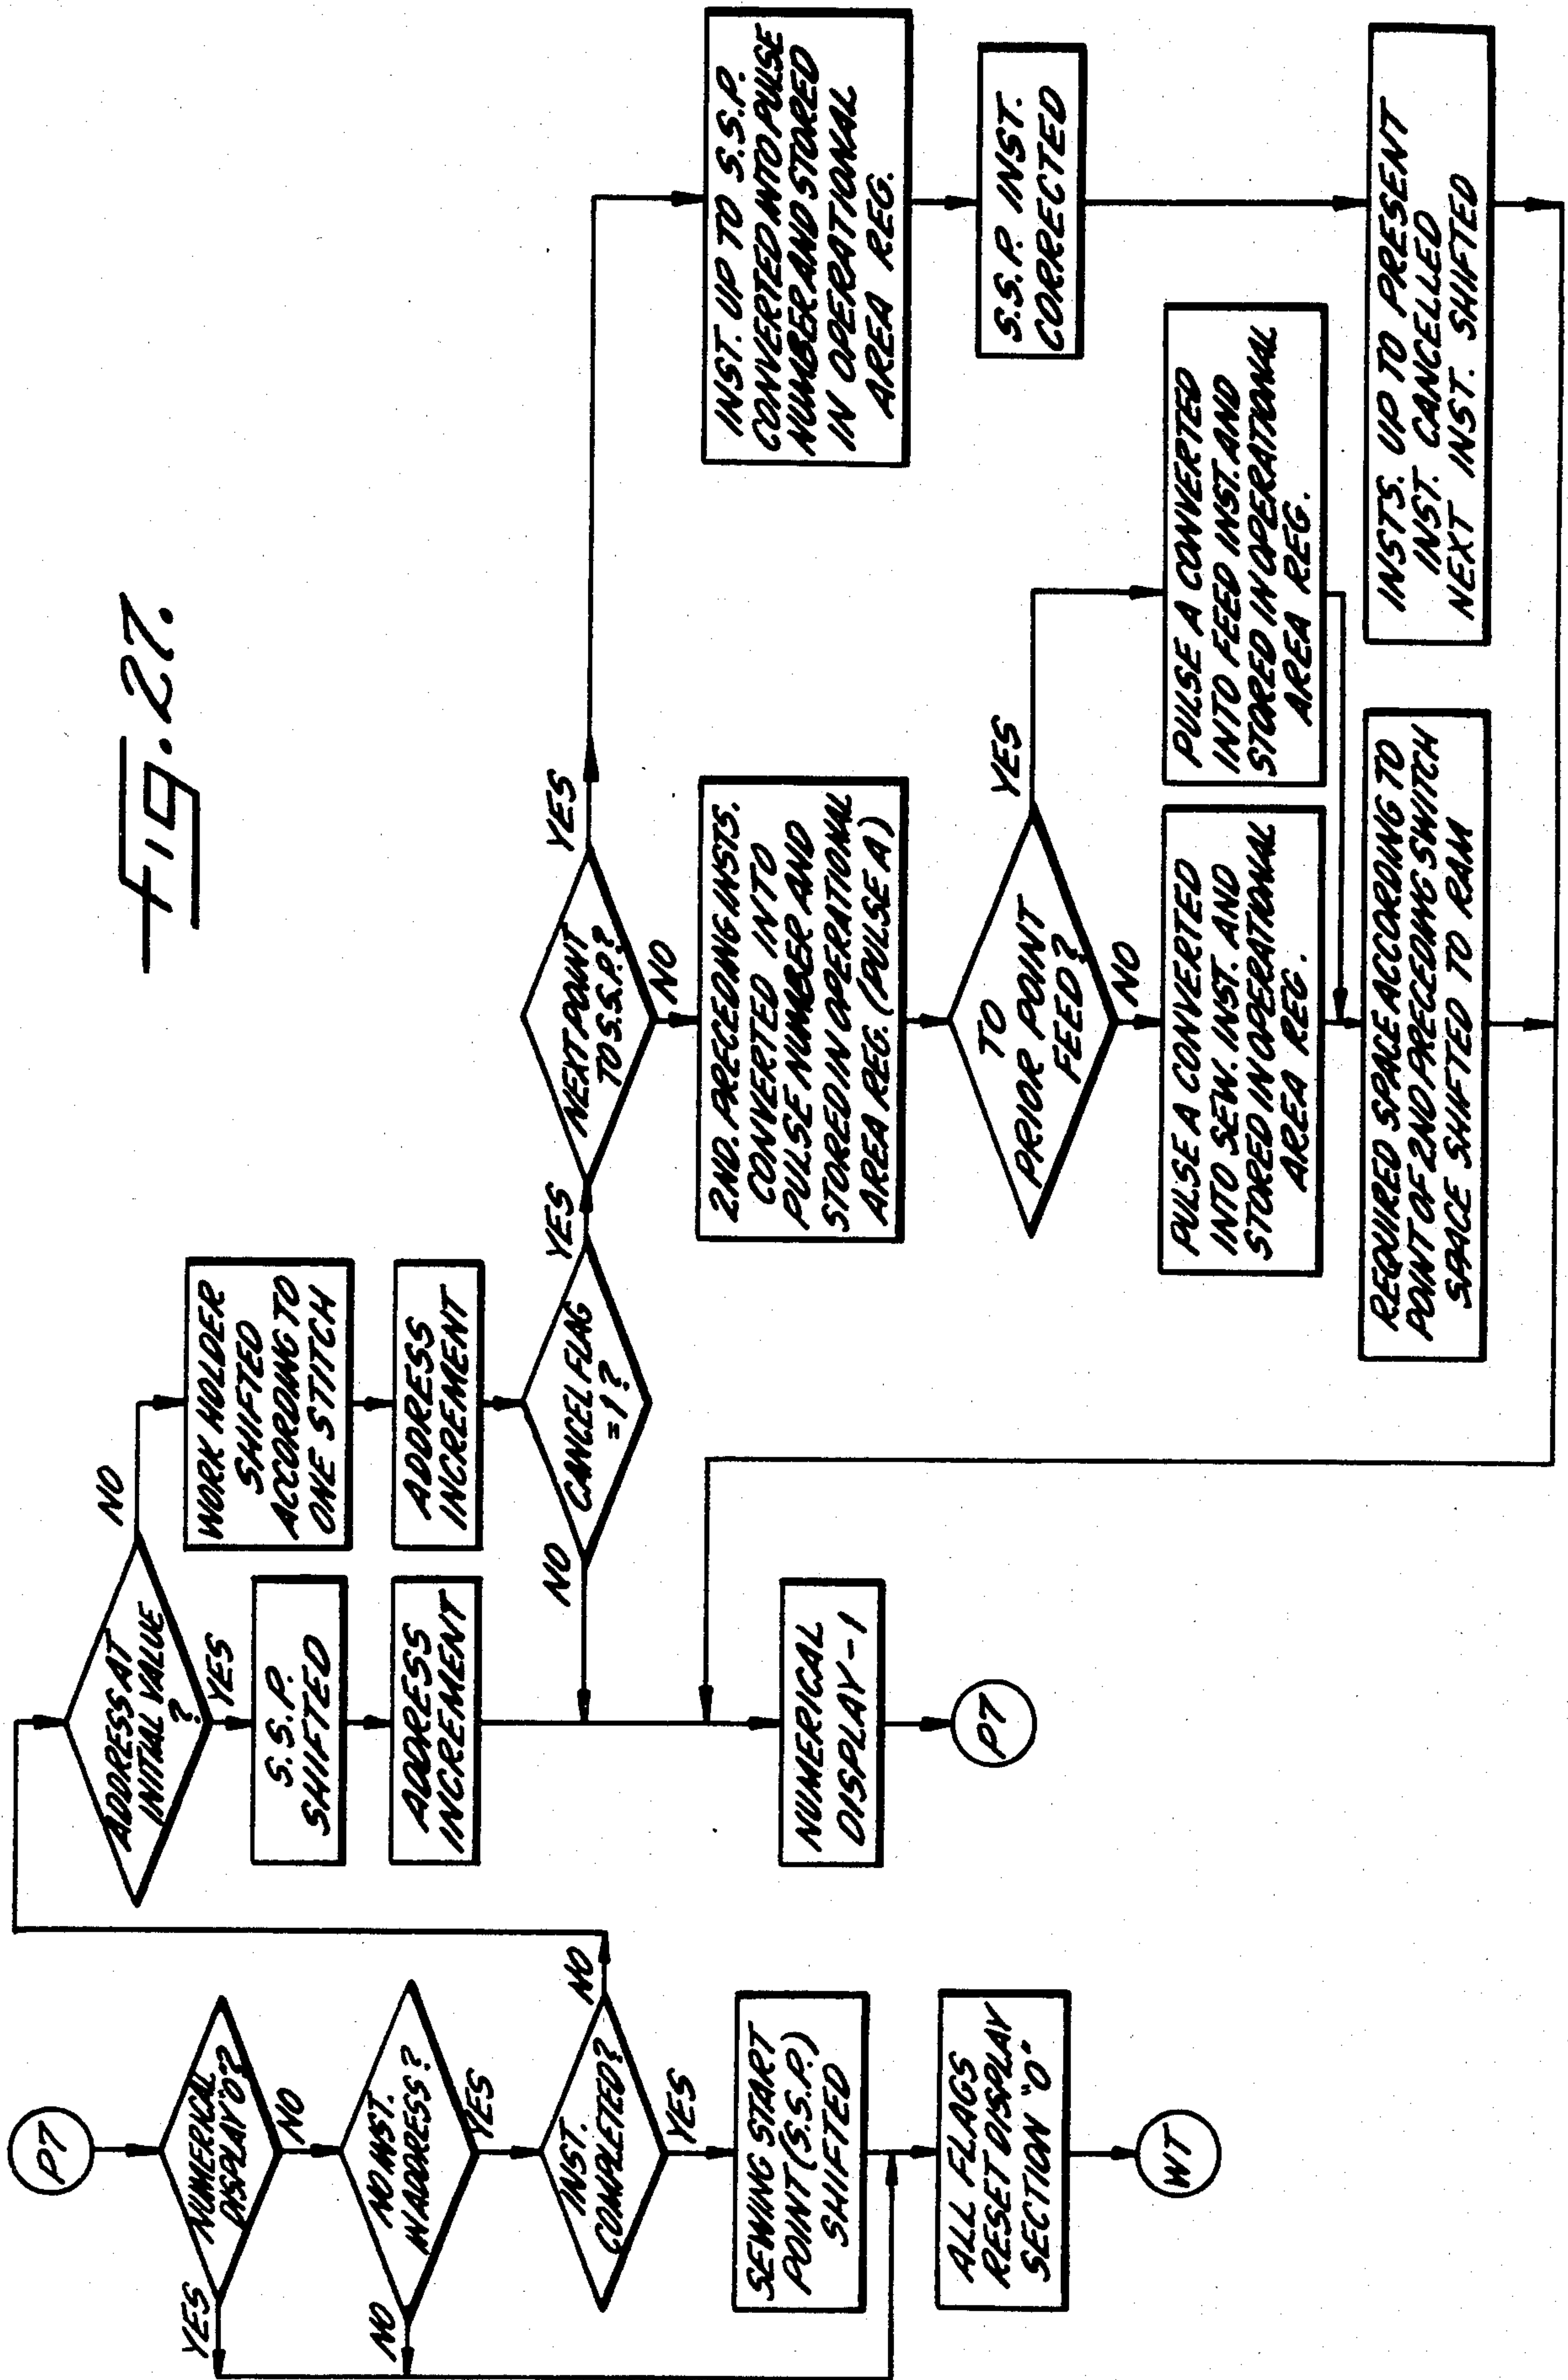 Fig. 27.
P7
NUMERICAL
DISPLAY "0"?
YES
NO
NO INST.
IN ADDRESS?
NO
YES
INST.
COMPLETED?
NO
YES
SEWING START
POINT (S.S.P.)
SHIFTED
ALL FLAGS
RESET DISPLAY
SECTION "0"
WT
ADDRESS AT
INITIAL VALUE
?
NO
YES
S.S.P.
SHIFTED
ADDRESS
INCREMENT
WORK HOLDER
SHIFTED
ACCORDING TO
ONE STITCH
ADDRESS
INCREMENT
CANCEL FLAG
=1?
NO
YES
NUMERICAL
DISPLAY-1
P7
NEXT POINT
TO S.S.P.?
YES
NO
2ND. PRECEDING INSTS.
CONVERTED INTO
PULSE NUMBER AND
STORED IN OPERATIONAL
AREA REG. (PULSE A)
TO
PRIOR POINT
FEED?
YES
NO
PULSE A CONVERTED
INTO SEW. INST. AND
STORED IN OPERATIONAL
AREA REG.
PULSE A CONVERTED
INTO FEED INST. AND
STORED IN OPERATIONAL
AREA REG.
REQUIRED SPACE ACCORDING TO
POINT OF 2ND PRECEDING SWITCH
SPACE SHIFTED TO RAM
INST. UP TO S.S.P.
CONVERTED INTO PULSE
NUMBER AND STORED
IN OPERATIONAL
AREA REG.
S.S.P. INST.
CORRECTED
INSTS. UP TO PRESENT
INST. CANCELLED
NEXT INST. SHIFTED